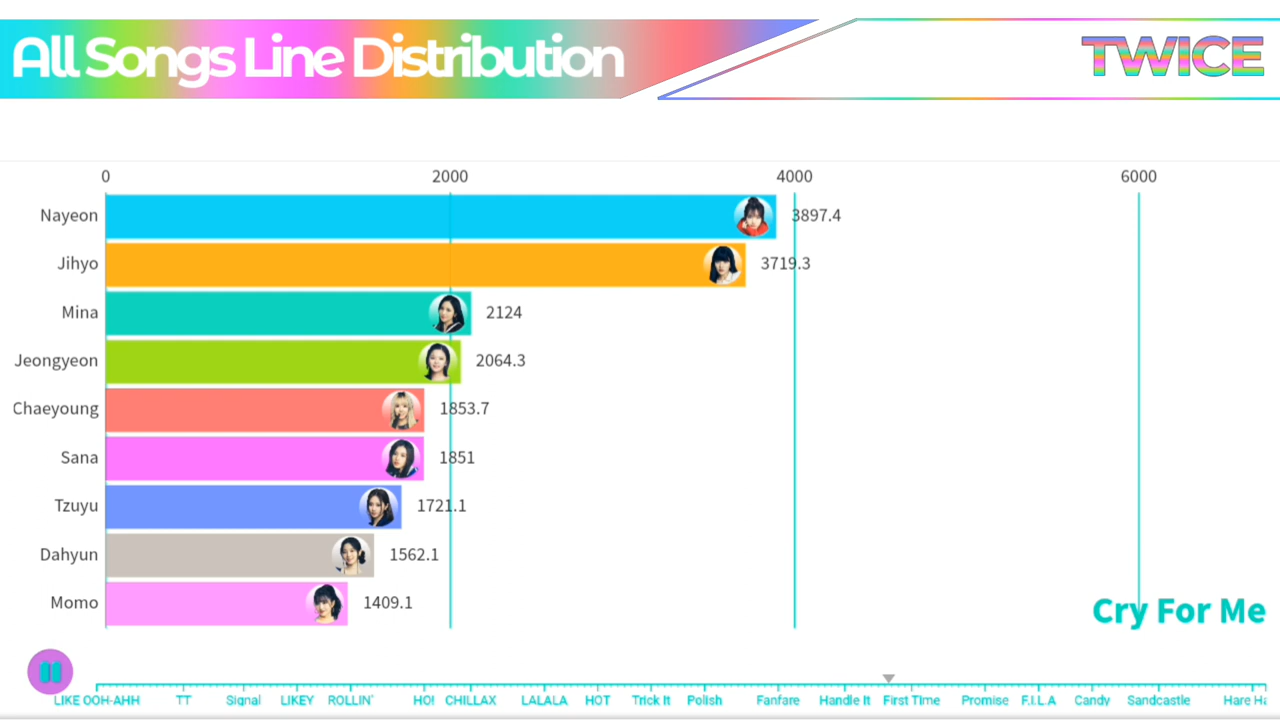 All Songs Line Distribution
TWICE
0 2000 4000 6000
Nayeon 3897.4
Jihyo 3719.3
Mina 2124
Jeongyeon 2064.3
Chaeyoung 1853.7
Sana 1851
Tzuyu 1721.1
Dahyun 1562.1
Momo 1409.1
Cry For Me
LIKE OOH-AHH TT Signal LIKEY ROLLIN' HO! CHILLAX LALALA HOT Trick It Polish Fanfare Handle It First Time Promise F.I.L.A Candy Sandcastle Hare Ha